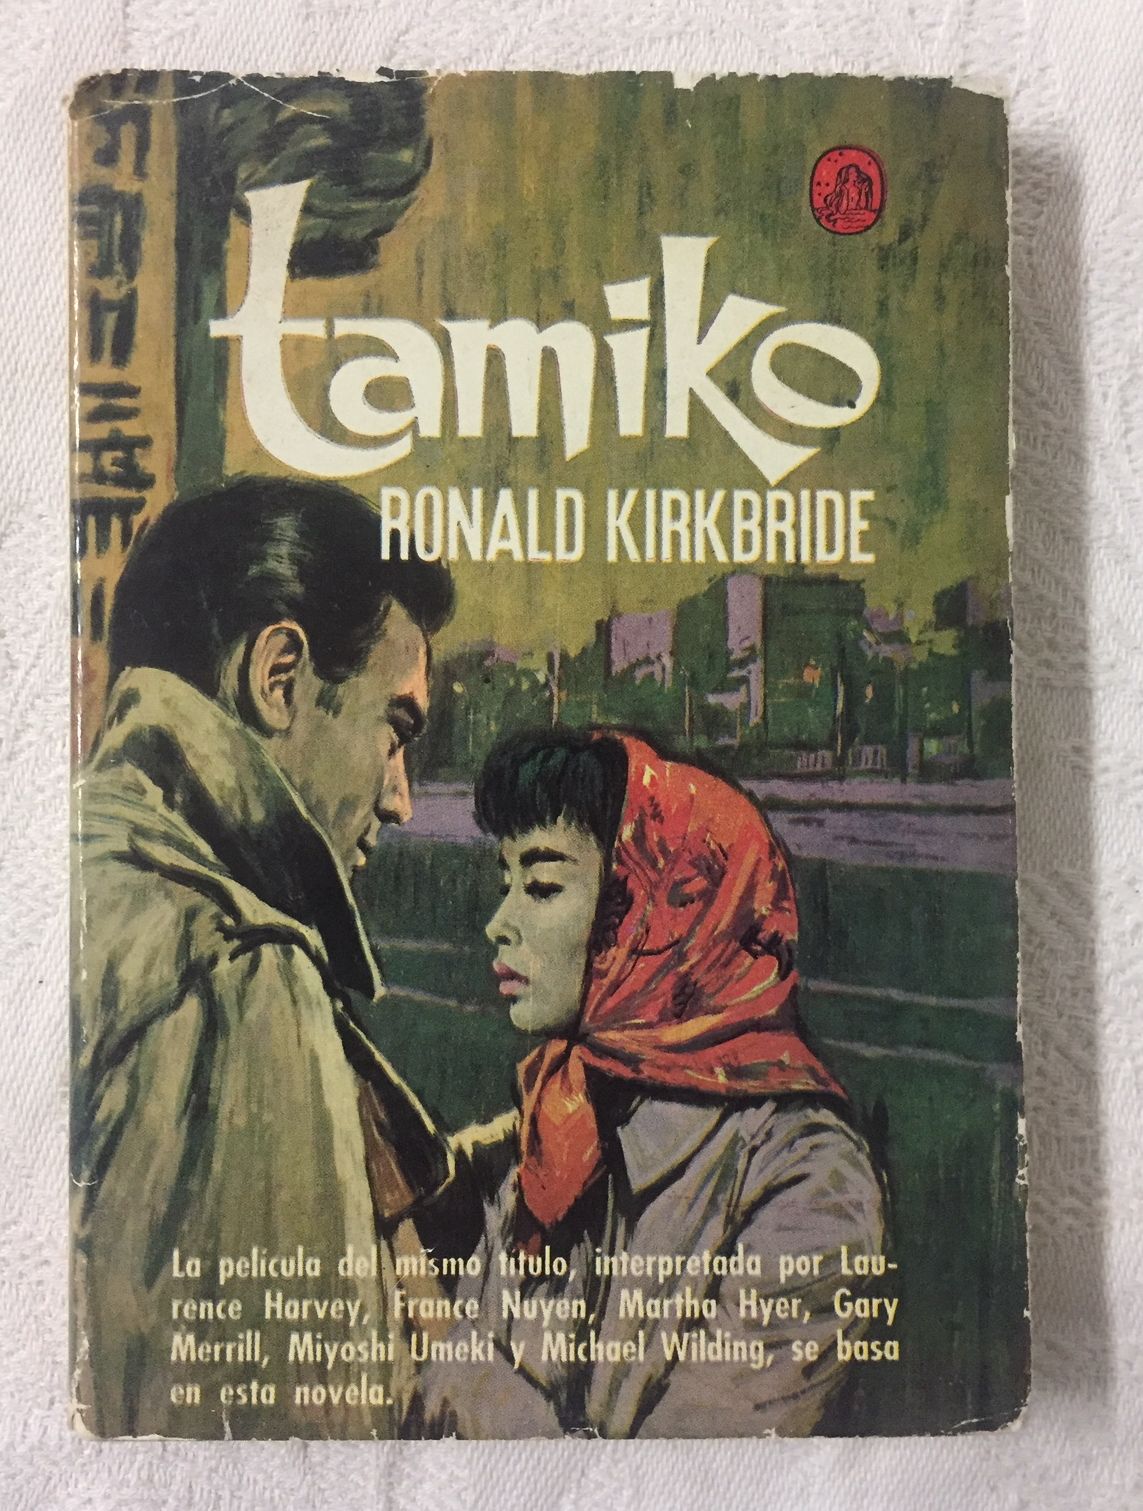 tamiko
RONALD KIRKBRIDE
La pelicula del mismo título, interpretada por Lau-
rence Harvey, France Nuyen, Martha Hyer, Gary
Merrill, Miyoshi Umeki y Michael Wilding, se basa
en esta novela.